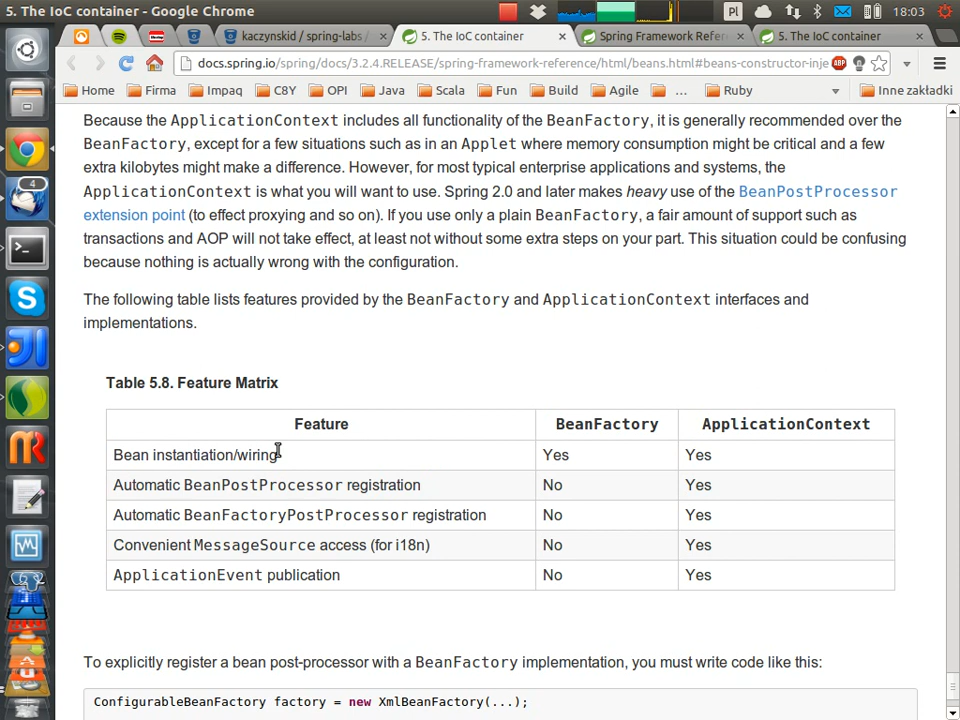 5. The IoC container - Google Chrome
Pl
18:03
kaczynskid / spring-labs /
5. The IoC container
Spring Framework Refer
5. The IoC container
docs.spring.io/spring/docs/3.2.4.RELEASE/spring-framework-reference/html/beans.html#beans-constructor-inje
ABP
Home
Firma
Impaq
C8Y
OPI
Java
Scala
Fun
Build
Agile
...
Ruby
Inne zakładki
Because the ApplicationContext includes all functionality of the BeanFactory, it is generally recommended over the
BeanFactory, except for a few situations such as in an Applet where memory consumption might be critical and a few
extra kilobytes might make a difference. However, for most typical enterprise applications and systems, the
ApplicationContext is what you will want to use. Spring 2.0 and later makes heavy use of the BeanPostProcessor
extension point (to effect proxying and so on). If you use only a plain BeanFactory, a fair amount of support such as
transactions and AOP will not take effect, at least not without some extra steps on your part. This situation could be confusing
because nothing is actually wrong with the configuration.
The following table lists features provided by the BeanFactory and ApplicationContext interfaces and
implementations.
Table 5.8. Feature Matrix
Feature BeanFactory ApplicationContext
Bean instantiation/wiring Yes Yes
Automatic BeanPostProcessor registration No Yes
Automatic BeanFactoryPostProcessor registration No Yes
Convenient MessageSource access (for i18n) No Yes
ApplicationEvent publication No Yes
To explicitly register a bean post-processor with a BeanFactory implementation, you must write code like this:
ConfigurableBeanFactory factory = new XmlBeanFactory(...);
4